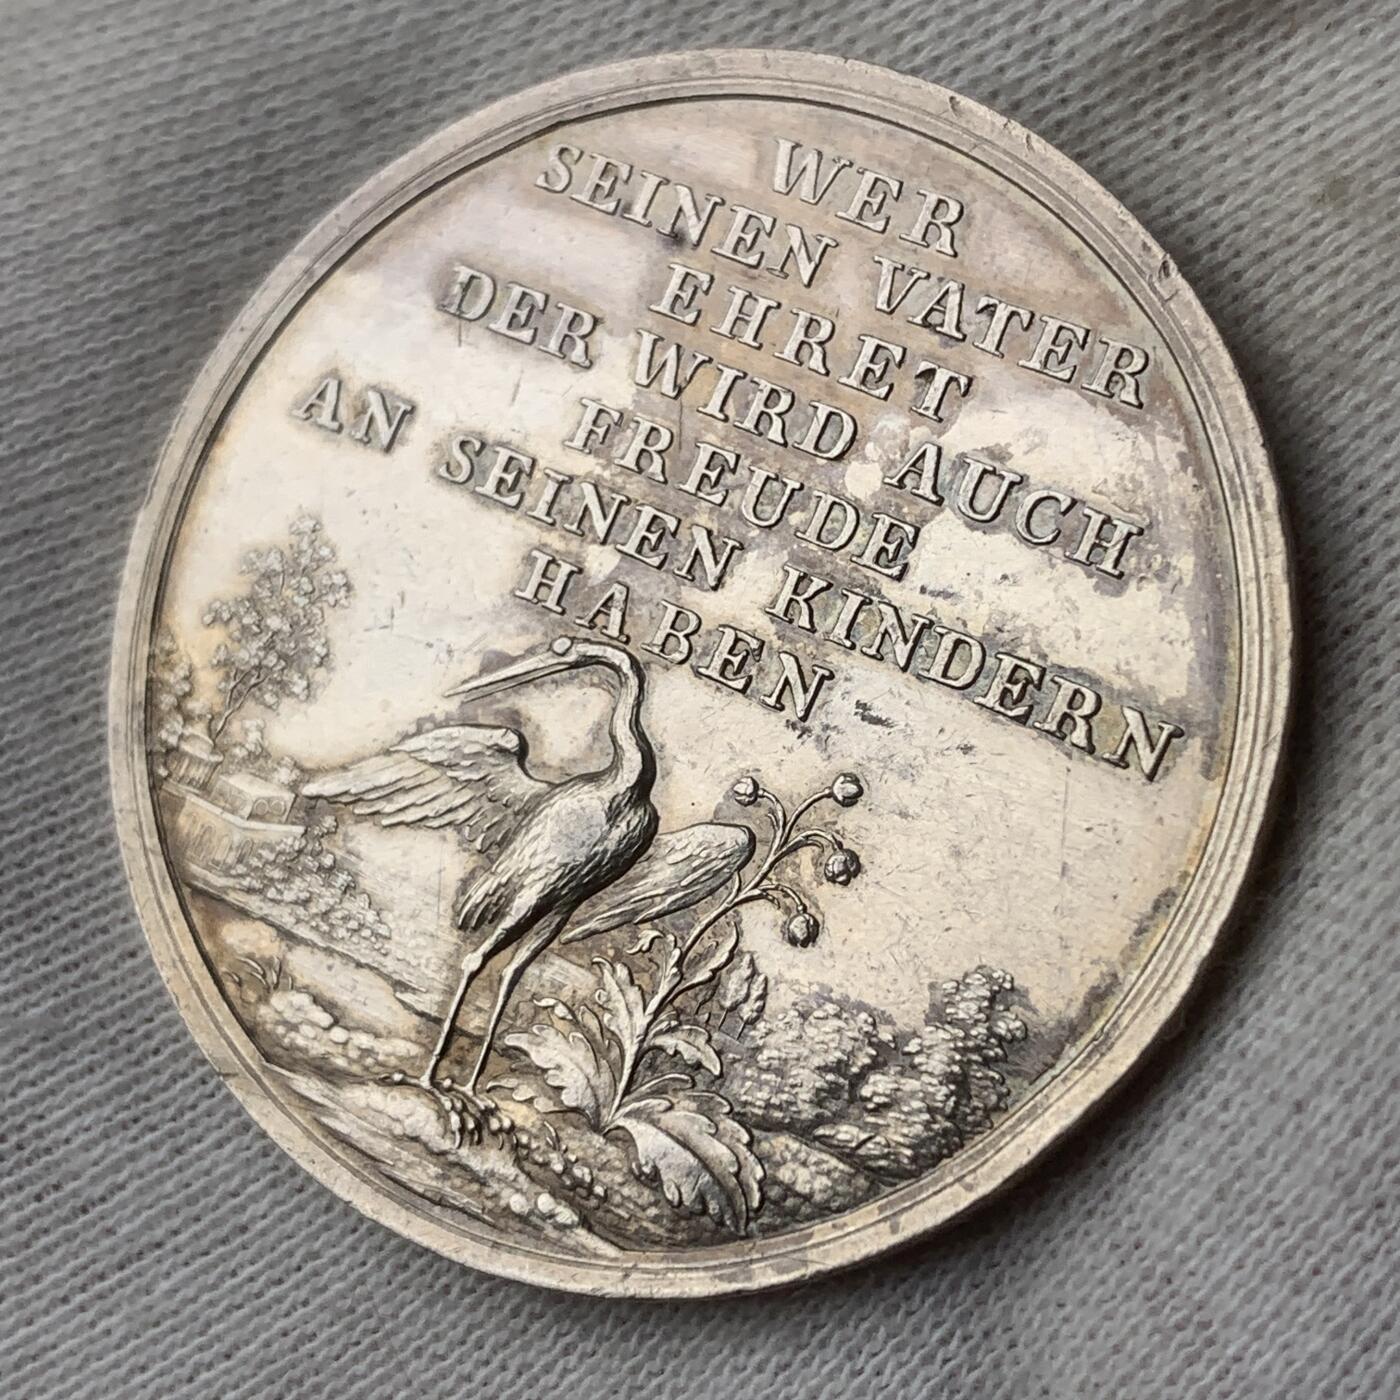 WER
SEINEN VATER
EHRET
DER WIRD AUCH
FREUDE
AN SEINEN KINDERN
HABEN